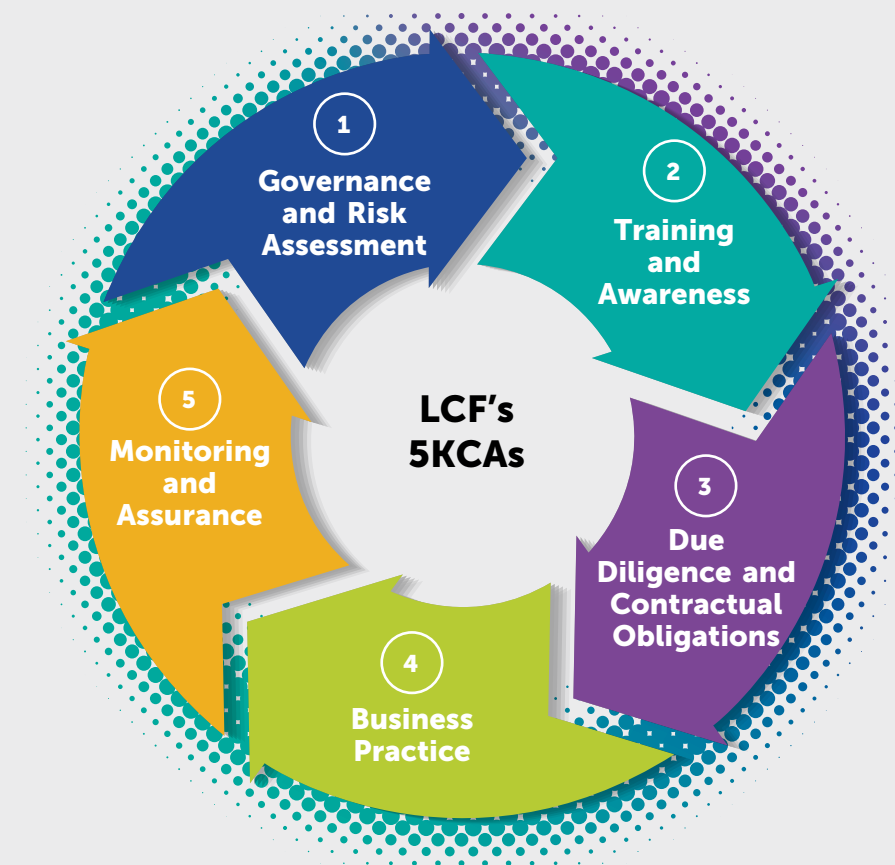 1
Governance
and Risk
Assessment
2
Training
and
Awareness
3
Due
Diligence and
Contractual
Obligations
4
Business
Practice
5
Monitoring
and
Assurance
LCF’s
5KCAs